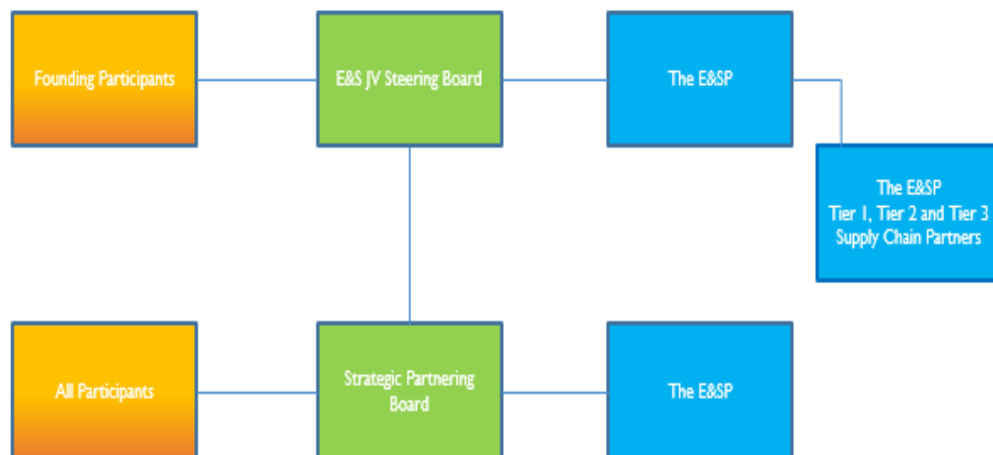 Founding Participants
E&S JV Steering Board
The E&SP
The E&SP
Tier 1, Tier 2 and Tier 3
Supply Chain Partners
All Participants
Strategic Partnering
Board
The E&SP